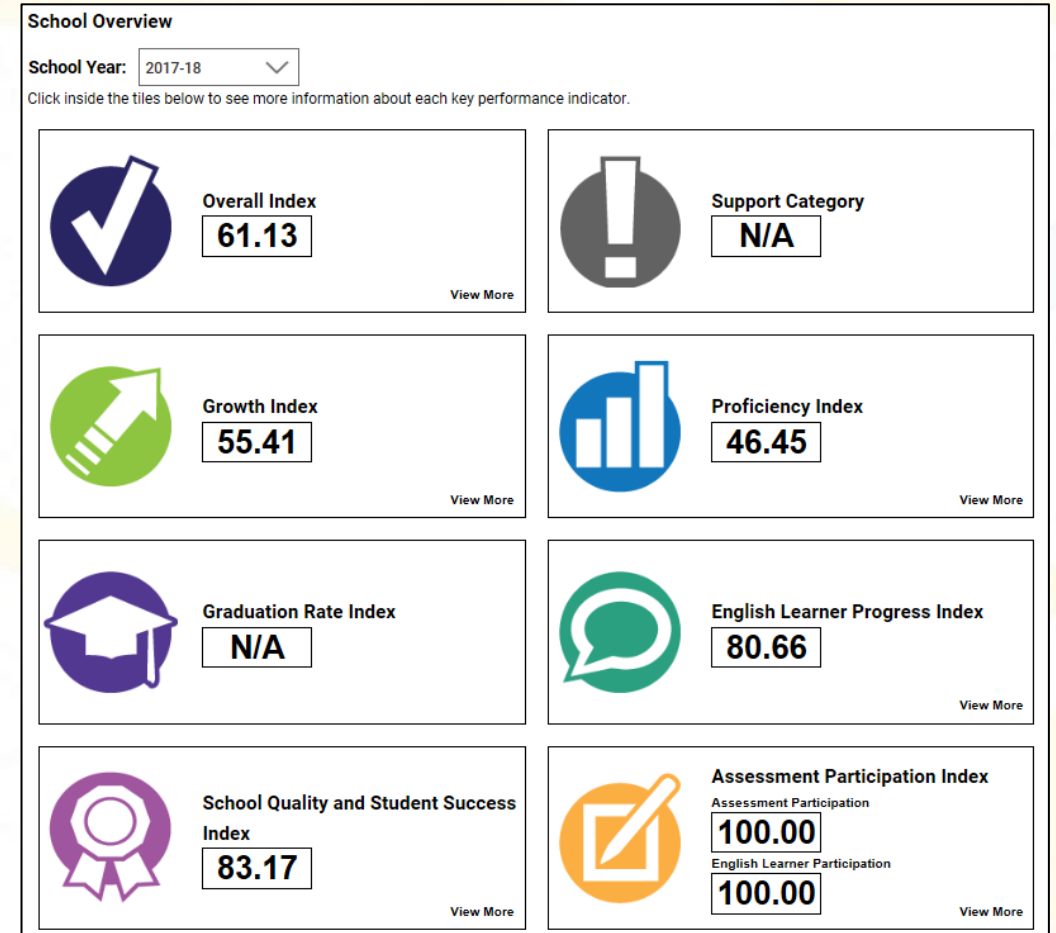 School Overview
School Year: 2017-18
Click inside the tiles below to see more information about each key performance indicator.
Overall Index
61.13
View More
Support Category
N/A
Growth Index
55.41
View More
Proficiency Index
46.45
View More
Graduation Rate Index
N/A
English Learner Progress Index
80.66
View More
School Quality and Student Success
Index
83.17
View More
Assessment Participation Index
Assessment Participation
100.00
English Learner Participation
100.00
View More